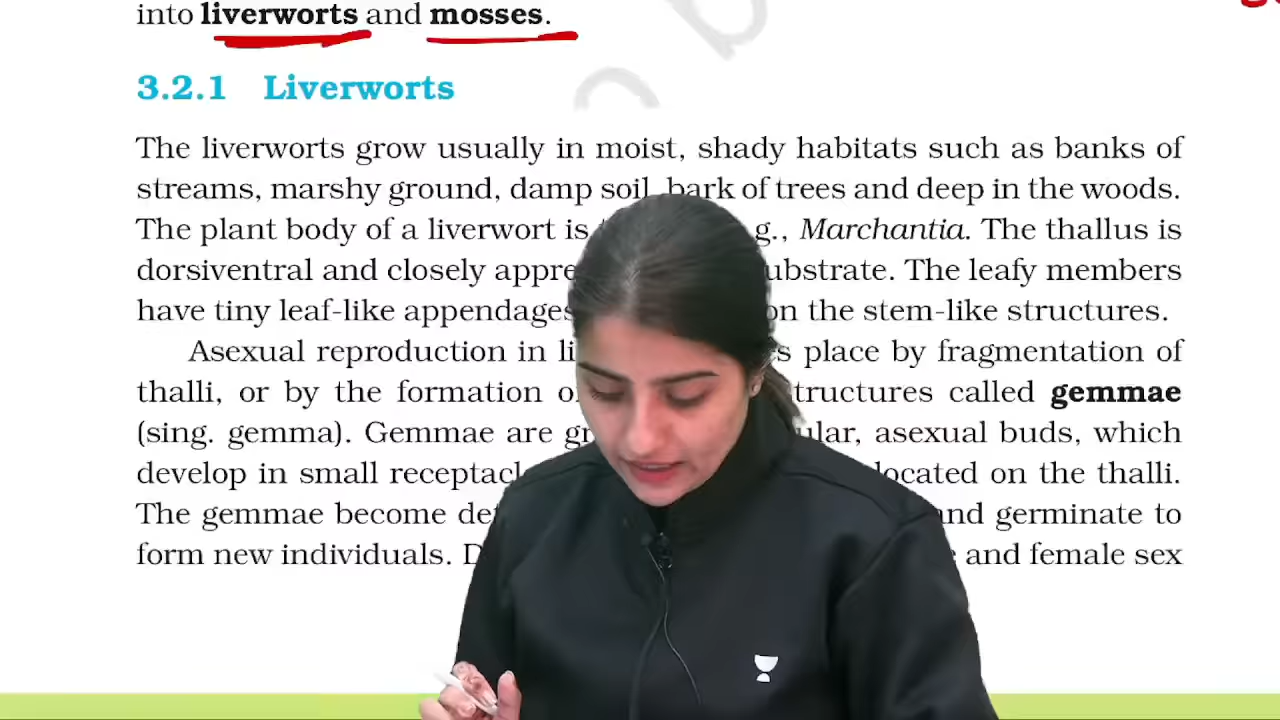 into liverworts and mosses.
3.2.1 Liverworts
The liverworts grow usually in moist, shady habitats such as banks of
streams, marshy ground, damp soil, bark of trees and deep in the woods.
The plant body of a liverwort is g., Marchantia. The thallus is
dorsiventral and closely appre ubstrate. The leafy members
have tiny leaf-like appendages on the stem-like structures.
Asexual reproduction in li s place by fragmentation of
thalli, or by the formation o tructures called gemmae
(sing. gemma). Gemmae are gr ular, asexual buds, which
develop in small receptacl located on the thalli.
The gemmae become det and germinate to
form new individuals. D and female sex